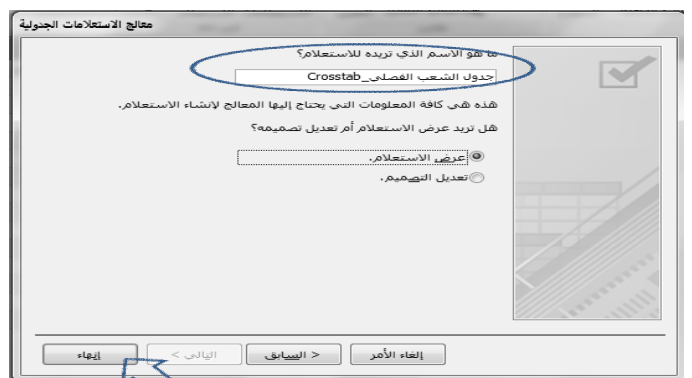 معالج الاستعلامات الجدولية
ما هو الاسم الذي تريده للاستعلام؟
جدول الشعب الفصلي_Crosstab
هذه هي كافة المعلومات التي يحتاج إليها المعالج لإنشاء الاستعلام.
هل تريد عرض الاستعلام أم تعديل تصميمه؟
عرض الاستعلام.
تعديل التصميم.
إلغاء الأمر
< السابق
التالي >
إنهاء